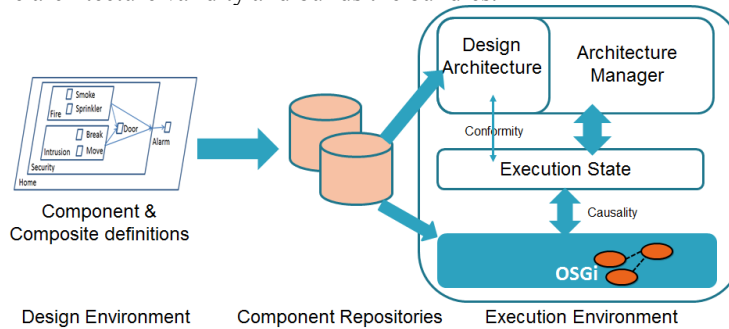 Design
Architecture
Architecture
Manager
Smoke
Sprinkler
Fire
Door
Break
Move
Intrusion
Alarm
Security
Home
Conformity
Execution State
Causality
Component &
Composite definitions
OSGi
Design Environment
Component Repositories
Execution Environment